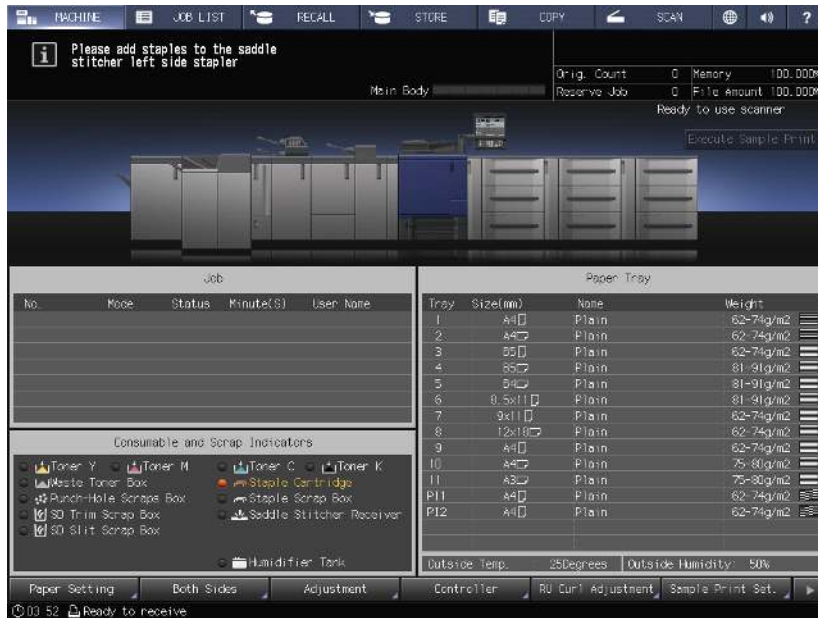 MACHINE JOB LIST RECALL STORE COPY SCAN ?
Please add staples to the saddle
stitcher left side stapler
Main Body
Orig. Count 0 Memory 100.000%
Reserve Job 0 File Amount 100.000%
Ready to use scanner
Execute Sample Print
Job
No. Mode Status Minute(S) User Name
Paper Tray
Tray Size(mm) Name Weight
1 A4 Plain 62-74g/m2
2 A4 Plain 62-74g/m2
3 B5 Plain 62-74g/m2
4 B5 Plain 81-91g/m2
5 B4 Plain 81-91g/m2
6 8.5x11 Plain 81-91g/m2
7 9x11 Plain 62-74g/m2
8 12x18 Plain 62-74g/m2
9 A4 Plain 62-74g/m2
10 A4 Plain 75-80g/m2
11 A3 Plain 75-80g/m2
PI1 A4 Plain 62-74g/m2
PI2 A4 Plain 62-74g/m2
Outside Temp. 25Degrees Outside Humidity: 50%
Consumable and Scrap Indicators
Toner Y Toner M Toner C Toner K
Waste Toner Box Staple Cartridge
Punch-Hole Scraps Box Staple Scrap Box
SD Trim Scrap Box Saddle Stitcher Receiver
SD Slit Scrap Box
Humidifier Tank
Paper Setting Both Sides Adjustment Controller RU Curl Adjustment Sample Print Set.
03 52 Ready to receive